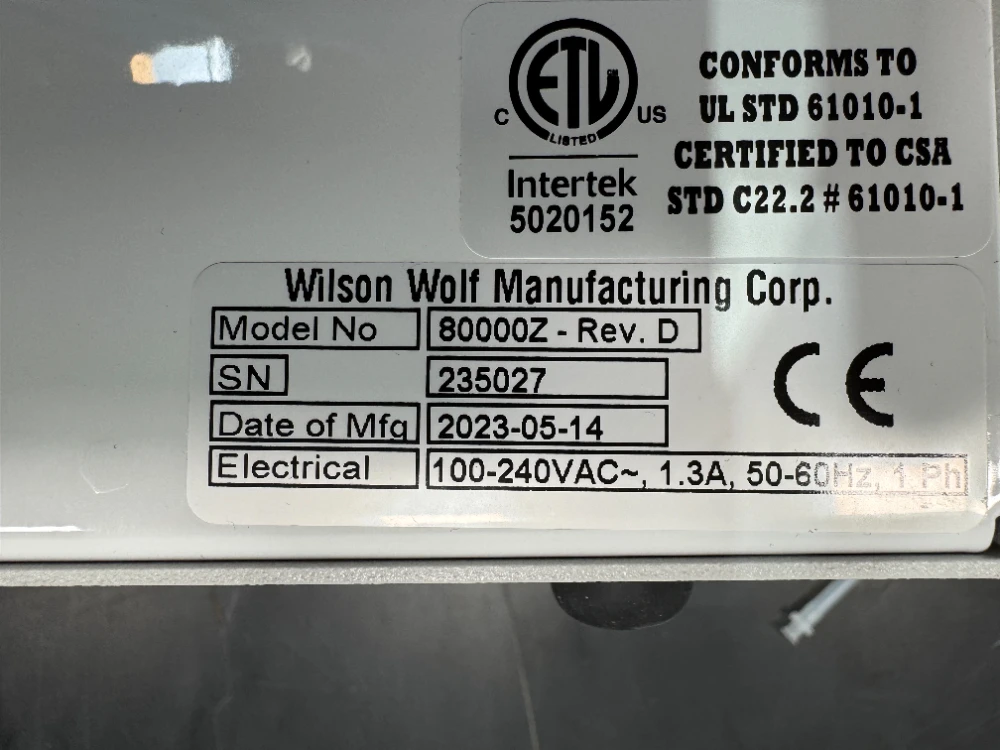 ETL
C US
LISTED
Intertek
5020152
CONFORMS TO
UL STD 61010-1
CERTIFIED TO CSA
STD C22.2 # 61010-1
Wilson Wolf Manufacturing Corp.
Model No 80000Z - Rev. D
SN 235027
Date of Mfg 2023-05-14
Electrical 100-240VAC~, 1.3A, 50-60Hz, 1 Ph
CE